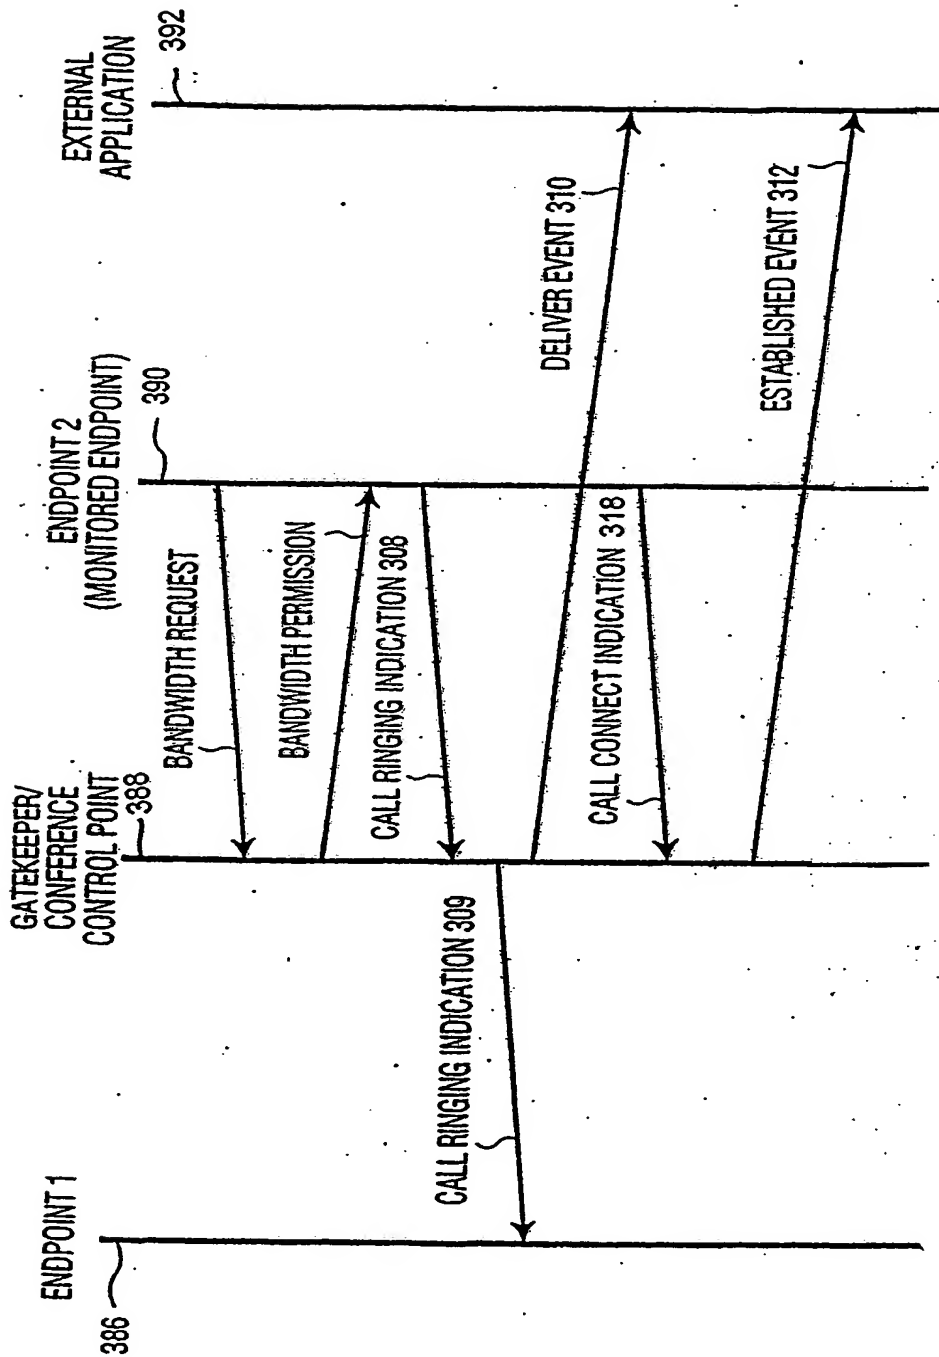 ENDPOINT 1
386
GATEKEEPER/
CONFERENCE
CONTROL POINT
388
ENDPOINT 2
(MONITORED ENDPOINT)
390
EXTERNAL
APPLICATION
392
BANDWIDTH REQUEST
BANDWIDTH PERMISSION
CALL RINGING INDICATION 308
CALL RINGING INDICATION 309
DELIVER EVENT 310
CALL CONNECT INDICATION 318
ESTABLISHED EVENT 312